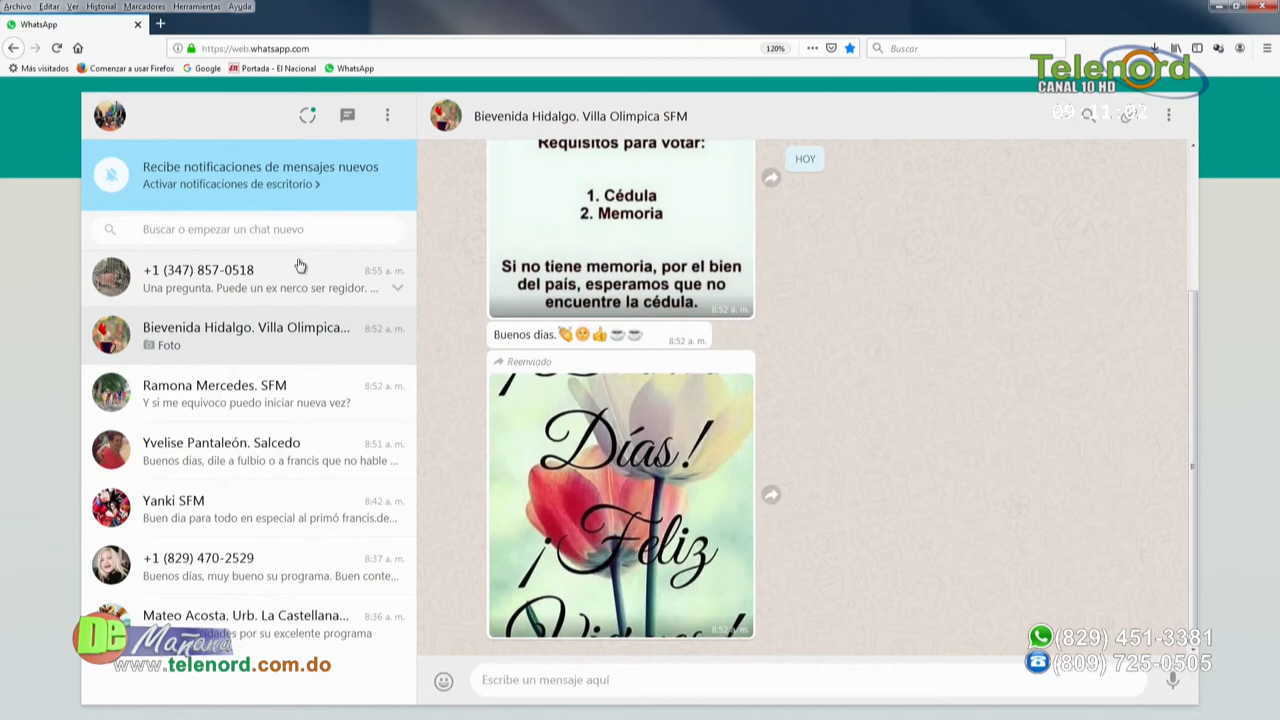 Archivo Editar Ver Historial Marcadores Herramientas Ayuda
WhatsApp
https://web.whatsapp.com
120%
Buscar
Más visitados Comenzar a usar Firefox Google Portada - El Nacional WhatsApp
Telenord
CANAL 10 HD
Bievenida Hidalgo. Villa Olimpica SFM
Recibe notificaciones de mensajes nuevos
Activar notificaciones de escritorio >
Buscar o empezar un chat nuevo
+1 (347) 857-0518 8:55 a. m.
Una pregunta. Puede un ex nerco ser regidor. ...
Bievenida Hidalgo. Villa Olimpica... 8:52 a. m.
Foto
Ramona Mercedes. SFM 8:52 a. m.
Y si me equivoco puedo iniciar nueva vez?
Yvelise Pantaleón. Salcedo 8:51 a. m.
Buenos dias, dile a fulbio o a francis que no hable ...
Yanki SFM 8:42 a. m.
Buen dia para todo en especial al primó francis.de...
+1 (829) 470-2529 8:37 a. m.
Buenos días, muy bueno su programa. Buen conte...
Mateo Acosta. Urb. La Castellana... 8:36 a. m.
dades por su excelente programa
HOY
Requisitos para votar:
1. Cédula
2. Memoria
Si no tiene memoria, por el bien
del país, esperamos que no
encuentre la cédula.
8:52 a. m.
Buenos dias.👏🌞👍☕☕ 8:52 a. m.
Reenviado
Días!
¡Feliz
8:52 a. m.
Escribe un mensaje aquí
De Mañana
www.telenord.com.do
(829) 451-3381
(809) 725-0505